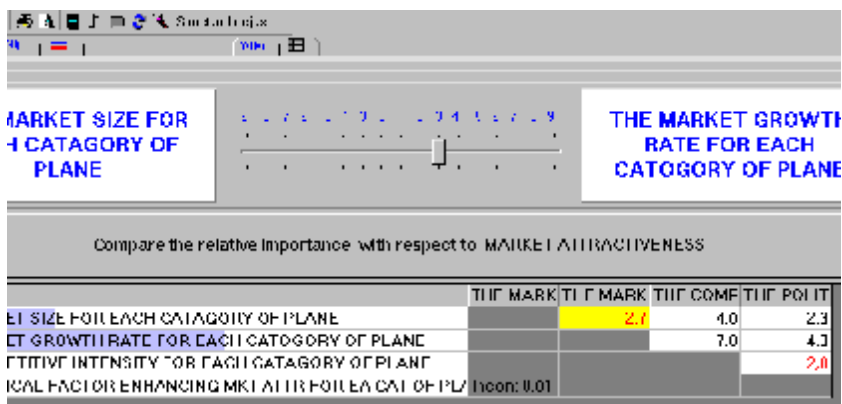 MARKET SIZE FOR
H CATAGORY OF
PLANE
THE MARKET GROWTH
RATE FOR EACH
CATOGORY OF PLANE
Compare the relative importance with respect to MARKET ATTRACTIVENESS
THE MARK THE MARK THE COMP THE POLIT
ET SIZE FOR EACH CATAGORY OF PLANE 2.7 4.0 2.3
ET GROWTH RATE FOR EACH CATOGORY OF PLANE 7.0 4.3
ETITIVE INTENSITY FOR EACH CATAGORY OF PLANE 2.0
ICAL FACTOR ENHANCING MKT ATTR FOR EA CAT OF PLA Incon: 0.01